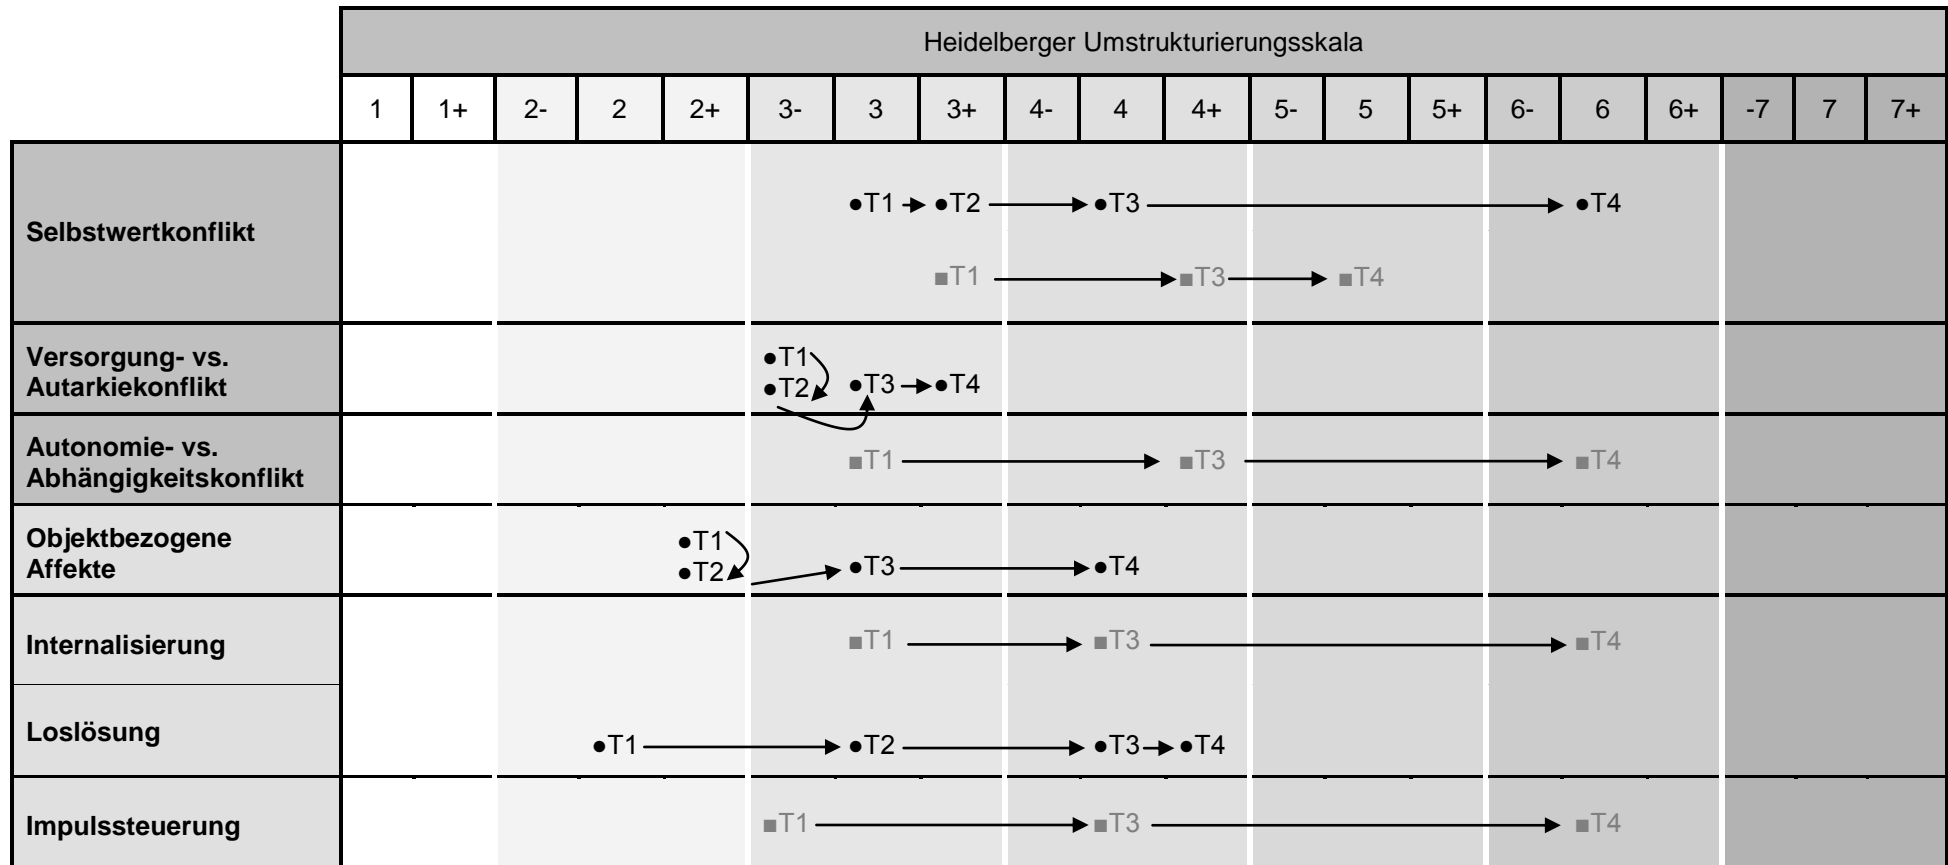 Heidelberger Umstrukturierungsskala
1 1+ 2- 2 2+ 3- 3 3+ 4- 4 4+ 5- 5 5+ 6- 6 6+ -7 7 7+
Selbstwertkonflikt
●T1 ●T2 ●T3 ●T4
■T1 ■T3 ■T4
Versorgung- vs.
Autarkiekonflikt
●T1
●T2 ●T3 ●T4
Autonomie- vs.
Abhängigkeitskonflikt
■T1 ■T3 ■T4
Objektbezogene
Affekte
●T1
●T2 ●T3 ●T4
Internalisierung
■T1 ■T3 ■T4
Loslösung
●T1 ●T2 ●T3 ●T4
Impulssteuerung
■T1 ■T3 ■T4